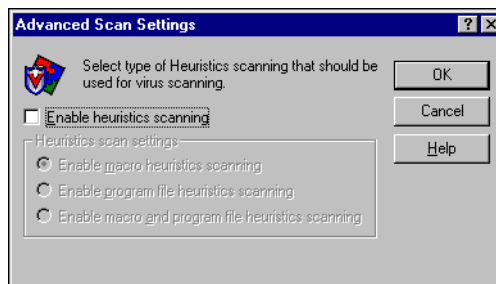 Advanced Scan Settings
Select type of Heuristics scanning that should be
used for virus scanning.
Enable heuristics scanning
Heuristics scan settings
Enable macro heuristics scanning
Enable program file heuristics scanning
Enable macro and program file heuristics scanning
OK
Cancel
Help